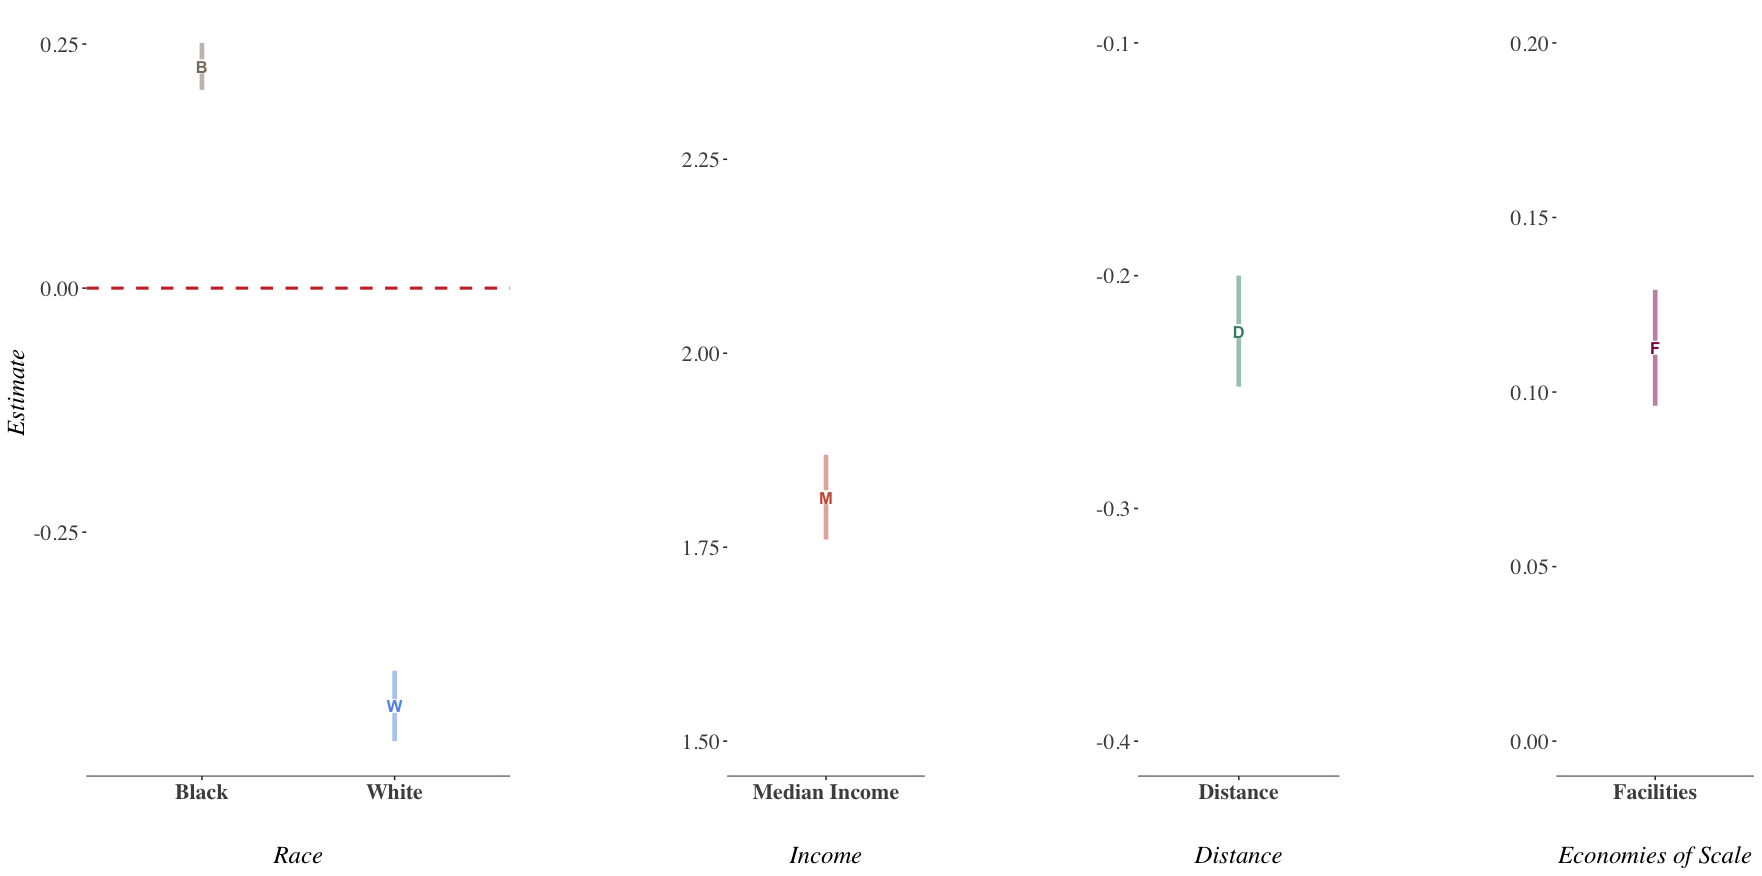 Estimate
0.25
0.00
-0.25
B
W
Black
White
Race
2.25
2.00
1.75
1.50
M
Median Income
Income
-0.1
-0.2
-0.3
-0.4
D
Distance
Distance
0.20
0.15
0.10
0.05
0.00
F
Facilities
Economies of Scale